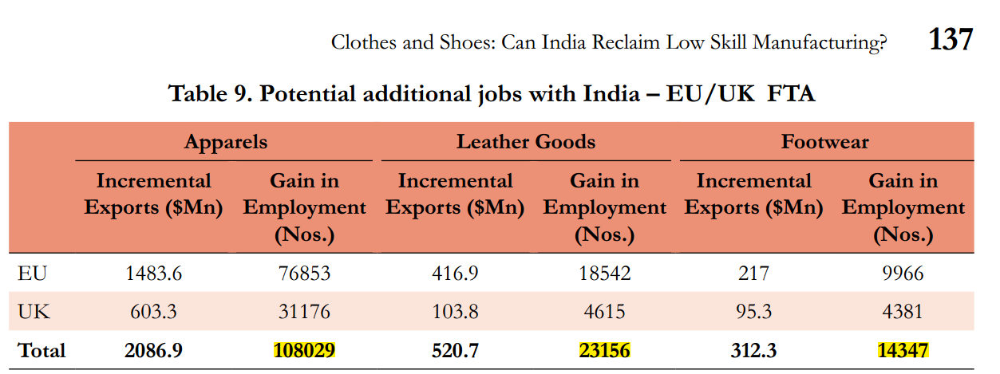 Clothes and Shoes: Can India Reclaim Low Skill Manufacturing? 137
Table 9. Potential additional jobs with India – EU/UK FTA
Apparels Leather Goods Footwear
Incremental Gain in Incremental Gain in Incremental Gain in
Exports ($Mn) Employment Exports ($Mn) Employment Exports ($Mn) Employment
(Nos.) (Nos.) (Nos.)
EU 1483.6 76853 416.9 18542 217 9966
UK 603.3 31176 103.8 4615 95.3 4381
Total 2086.9 108029 520.7 23156 312.3 14347